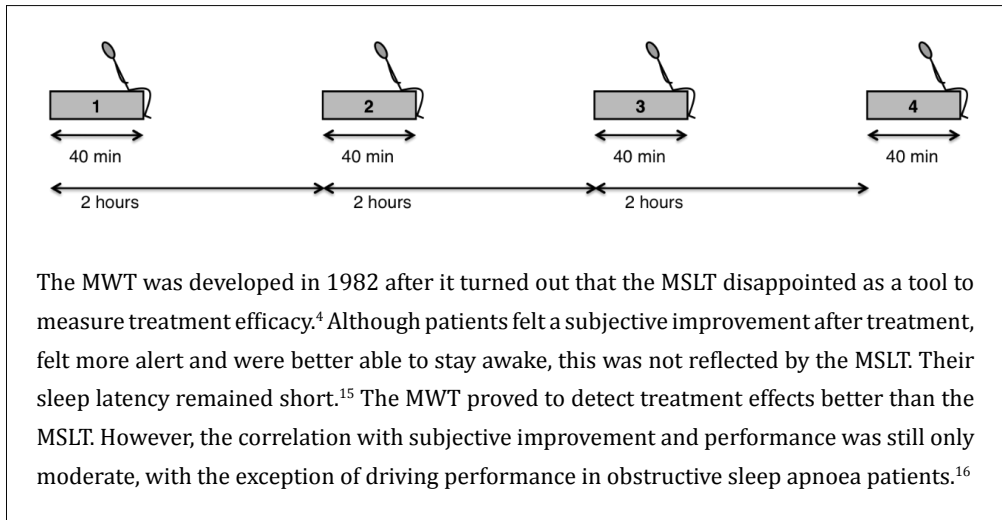 1 2 3 4
40 min 40 min 40 min 40 min
2 hours 2 hours 2 hours
The MWT was developed in 1982 after it turned out that the MSLT disappointed as a tool to
measure treatment efficacy.⁴ Although patients felt a subjective improvement after treatment,
felt more alert and were better able to stay awake, this was not reflected by the MSLT. Their
sleep latency remained short.¹⁵ The MWT proved to detect treatment effects better than the
MSLT. However, the correlation with subjective improvement and performance was still only
moderate, with the exception of driving performance in obstructive sleep apnoea patients.¹⁶